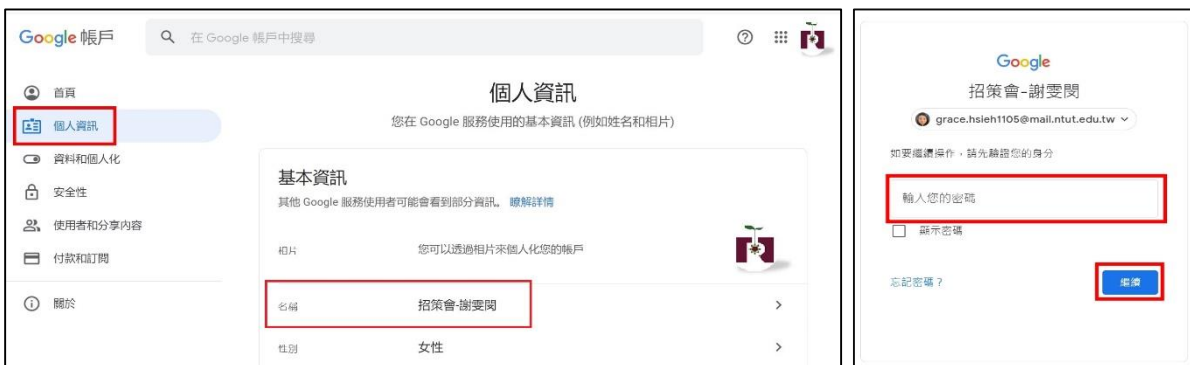 Google 帳戶
在 Google 帳戶中搜尋
首頁
個人資訊
資料和個人化
安全性
使用者和分享內容
付款和訂閱
關於
個人資訊
您在 Google 服務使用的基本資訊 (例如姓名和相片)
基本資訊
其他 Google 服務使用者可能會看到部分資訊。 瞭解詳情
相片 您可以透過相片來個人化您的帳戶
名稱 招策會-謝雯閔
性別 女性
Google
招策會-謝雯閔
grace.hsieh1105@mail.ntut.edu.tw
如要繼續操作，請先驗證您的身分
輸入您的密碼
顯示密碼
忘記密碼？ 繼續